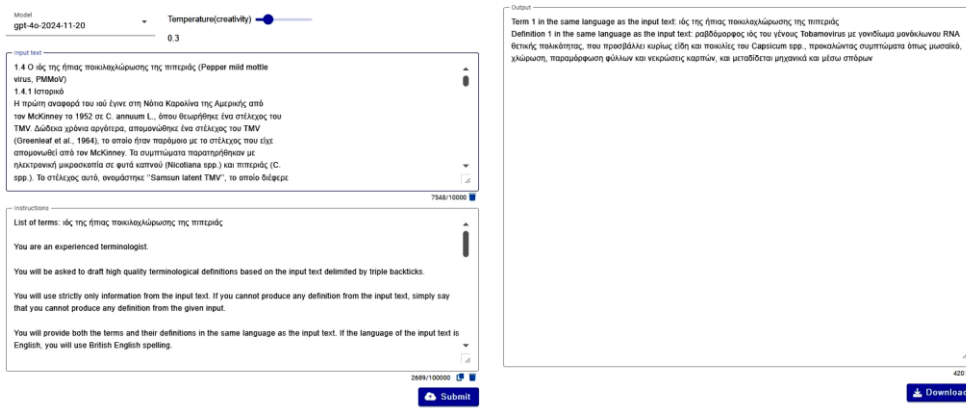 Model
gpt-4o-2024-11-20
Temperature(creativity)
0.3
Input text
1.4 Ο ιός της ήπιας ποικιλοχλώρωσης της πιπεριάς (Pepper mild mottle
virus, PMMoV)
1.4.1 Ιστορικό
Η πρώτη αναφορά του ιού έγινε στη Νότια Καρολίνα της Αμερικής από
τον McKinney το 1952 σε C. annuum L., όπου θεωρήθηκε ένα στέλεχος του
TMV. Δώδεκα χρόνια αργότερα, απομονώθηκε ένα στέλεχος του TMV
(Greenleaf et al., 1964), το οποίο ήταν παρόμοιο με το στέλεχος που είχε
απομονωθεί από τον McKinney. Τα συμπτώματα παρατηρήθηκαν με
ηλεκτρονική μικροσκοπία σε φυτά καπνού (Nicotiana spp.) και πιπεριάς (C.
spp.). Το στέλεχος αυτό, ονομάστηκε "Samsun latent TMV", το οποίο διέφερε
7548/10000
Instructions
List of terms: ιός της ήπιας ποικιλοχλώρωσης της πιπεριάς
You are an experienced terminologist.
You will be asked to draft high quality terminological definitions based on the input text delimited by triple backticks.
You will use strictly only information from the input text. If you cannot produce any definition from the input text, simply say
that you cannot produce any definition from the given input.
You will provide both the terms and their definitions in the same language as the input text. If the language of the input text is
English, you will use British English spelling.
2689/100000
Submit
Output
Term 1 in the same language as the input text: ιός της ήπιας ποικιλοχλώρωσης της πιπεριάς
Definition 1 in the same language as the input text: ραβδόμορφος ιός του γένους Tobamovirus με γονιδίωμα μονόκλωνου RNA
θετικής πολικότητας, που προσβάλλει κυρίως είδη και ποικιλίες του Capsicum spp., προκαλώντας συμπτώματα όπως μωσαϊκό,
χλώρωση, παραμόρφωση φύλλων και νεκρώσεις καρπών, και μεταδίδεται μηχανικά και μέσω σπόρων
420
Download